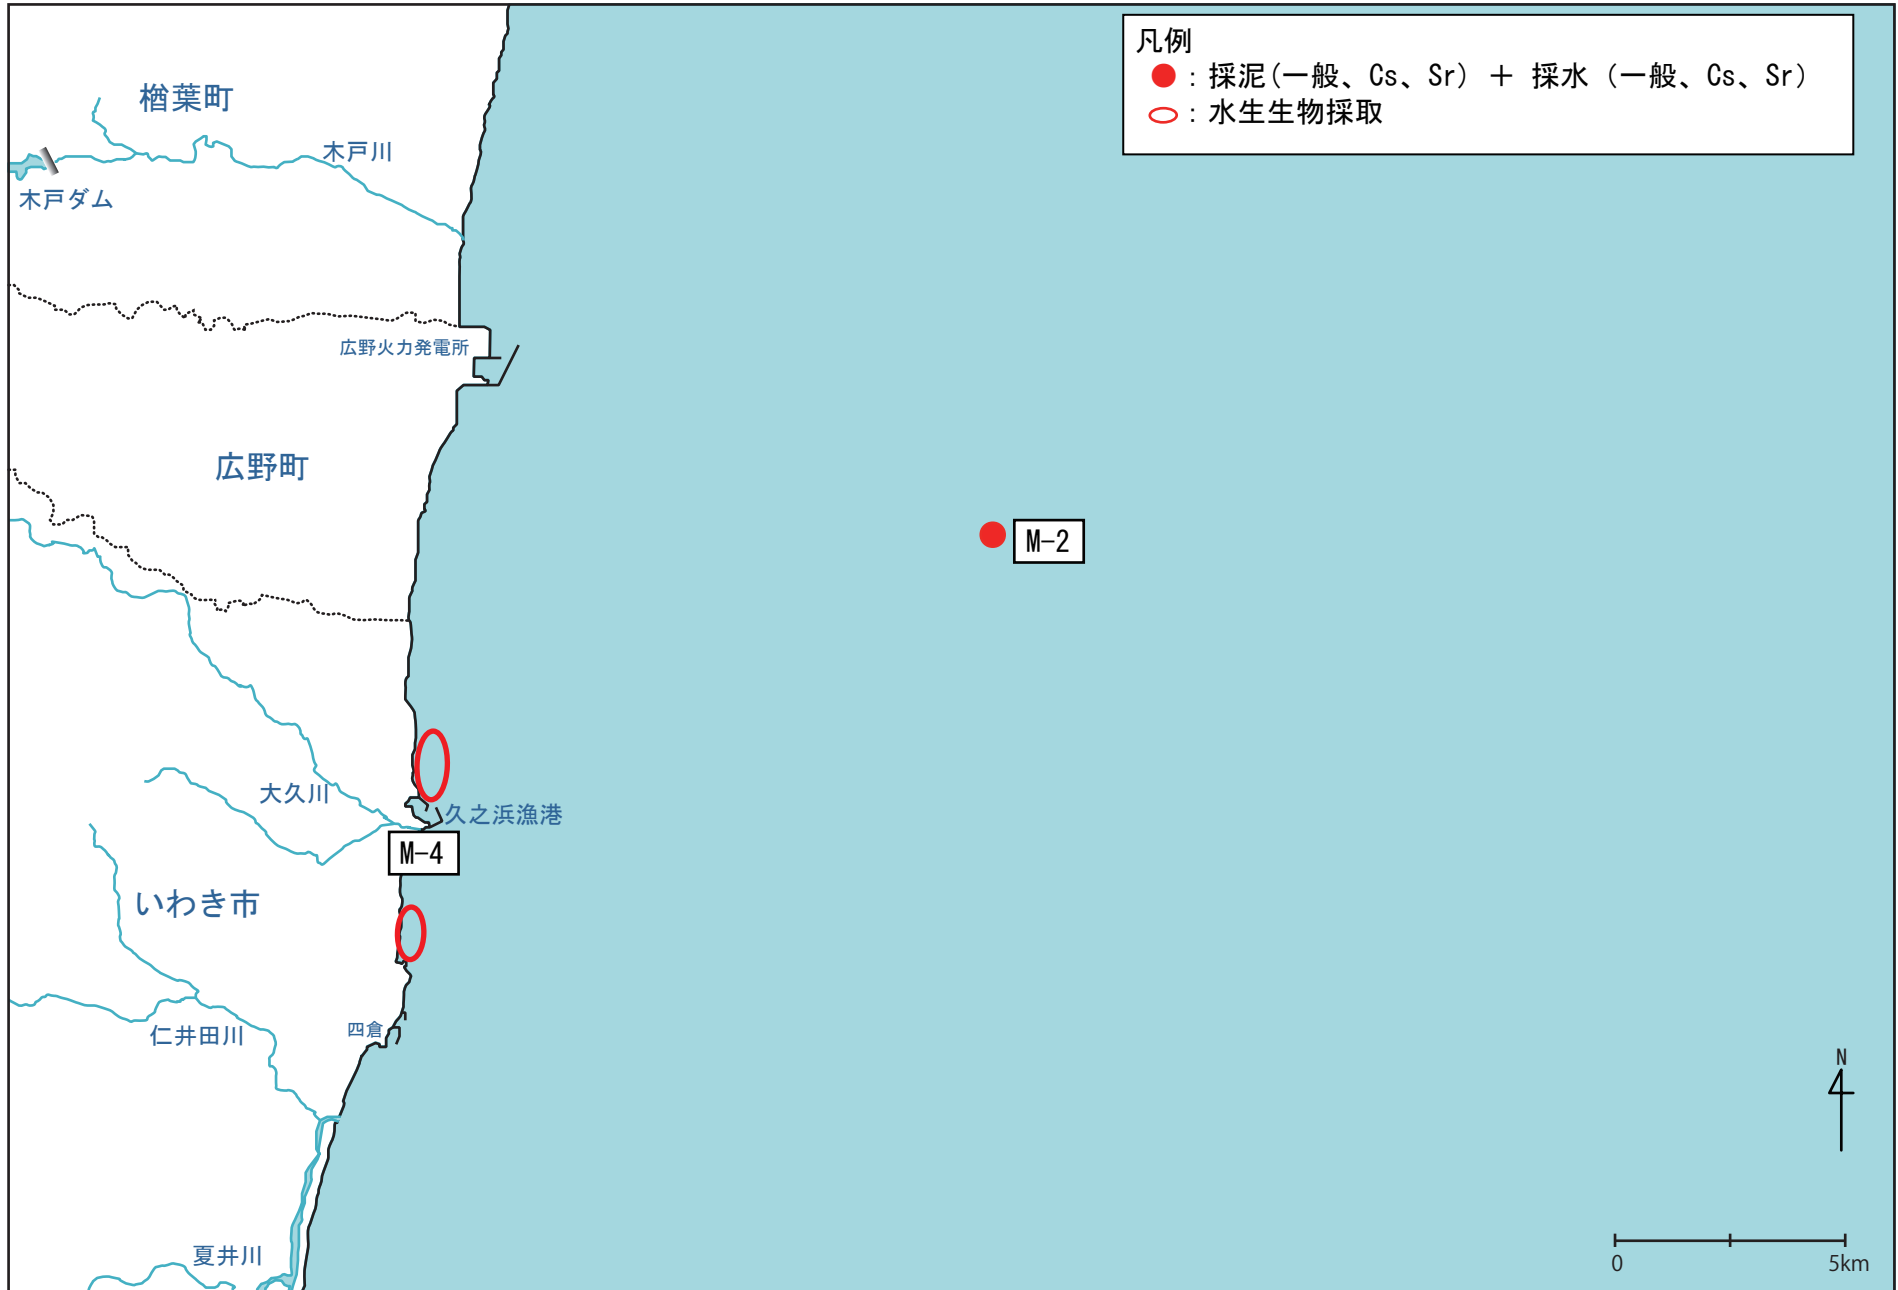 凡例
● : 採泥(一般、Cs、Sr) ＋ 採水 (一般、Cs、Sr)
⬭ : 水生生物採取
楢葉町
木戸川
木戸ダム
広野火力発電所
広野町
M-2
大久川
久之浜漁港
M-4
いわき市
仁井田川
四倉
N
夏井川
0 5km